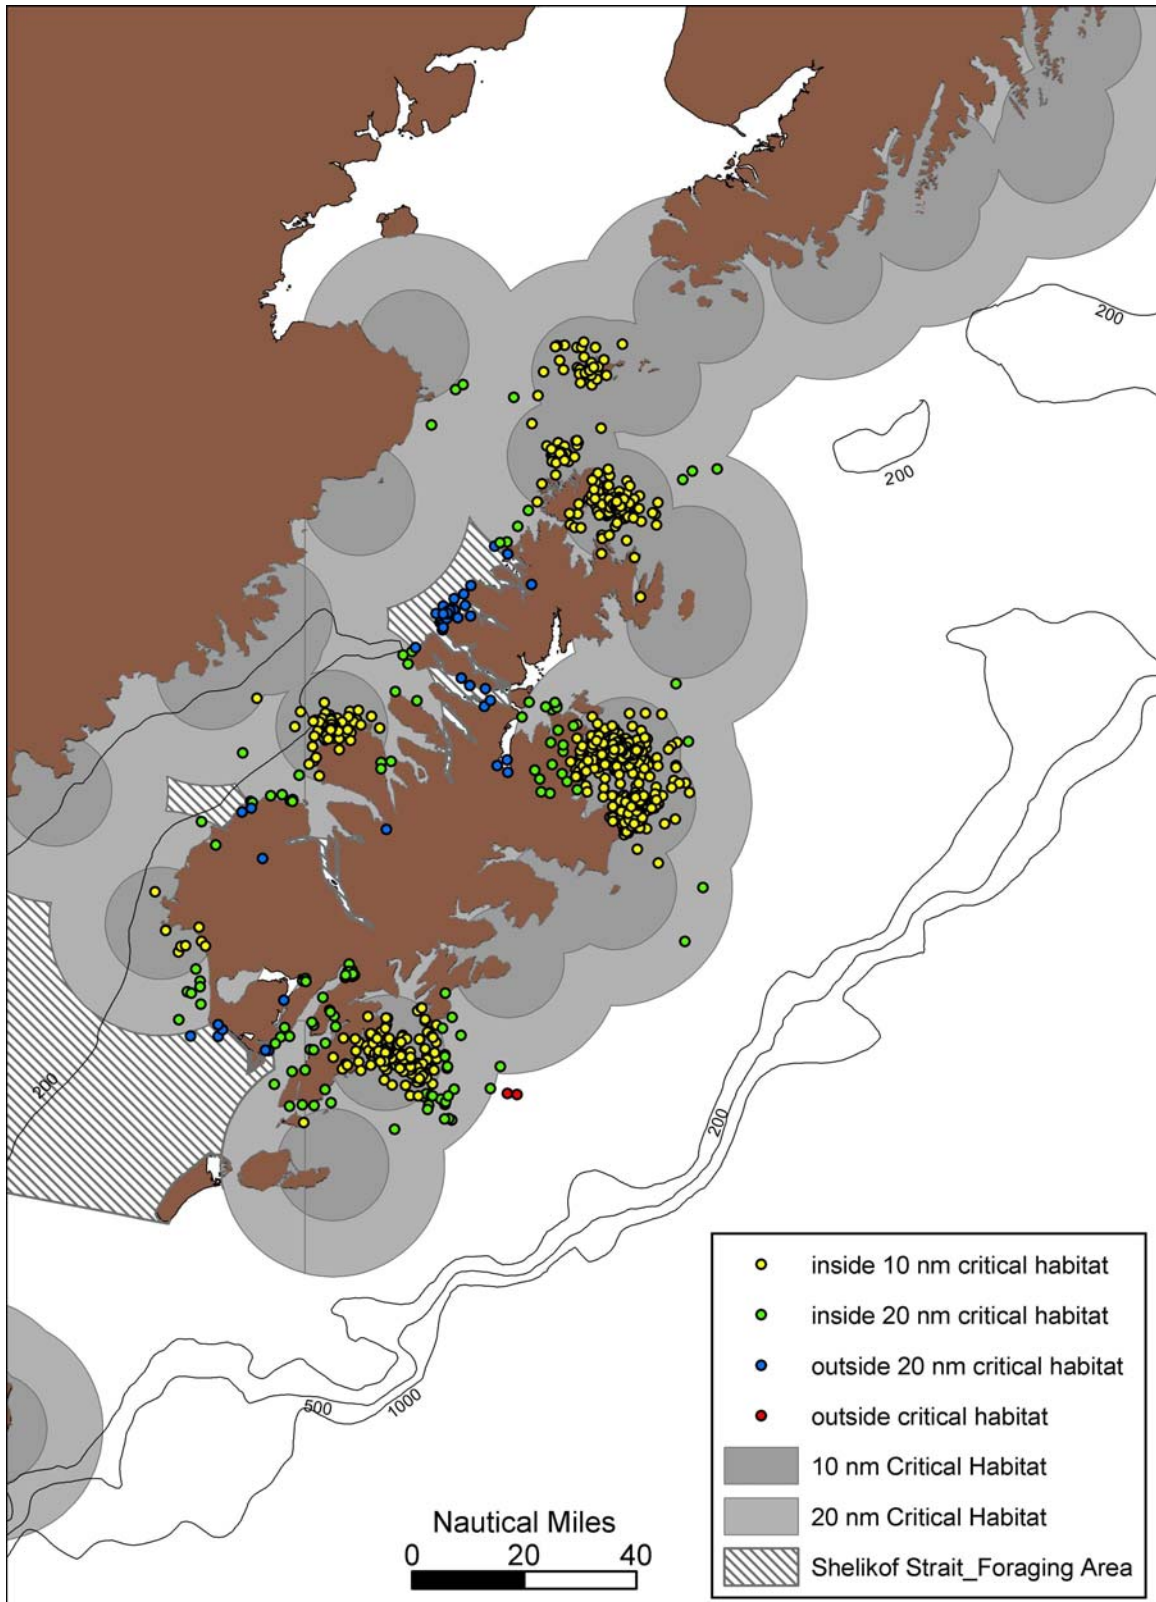 200
200
200
200
500
1000
inside 10 nm critical habitat
inside 20 nm critical habitat
outside 20 nm critical habitat
outside critical habitat
10 nm Critical Habitat
20 nm Critical Habitat
Shelikof Strait_Foraging Area
Nautical Miles
0 20 40